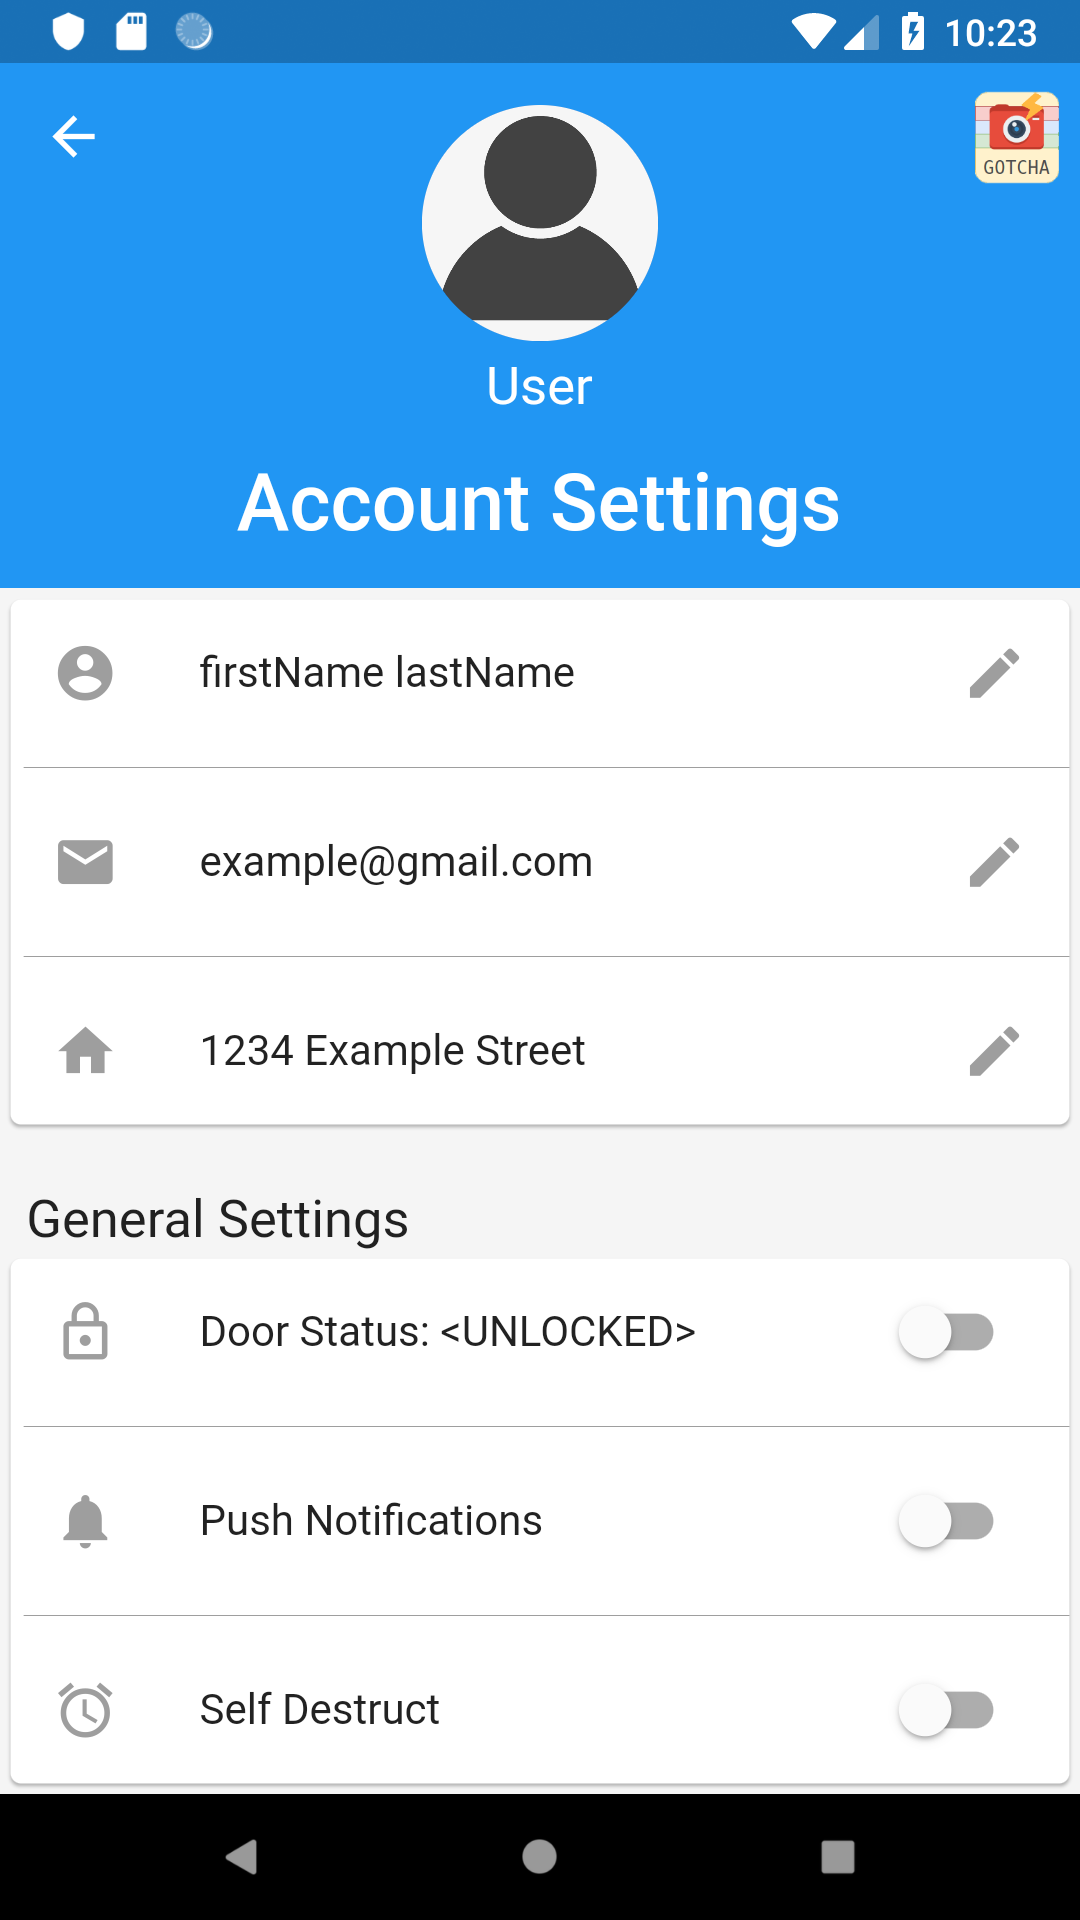 10:23
GOTCHA
User
Account Settings
firstName lastName
example@gmail.com
1234 Example Street
General Settings
Door Status: <UNLOCKED>
Push Notifications
Self Destruct